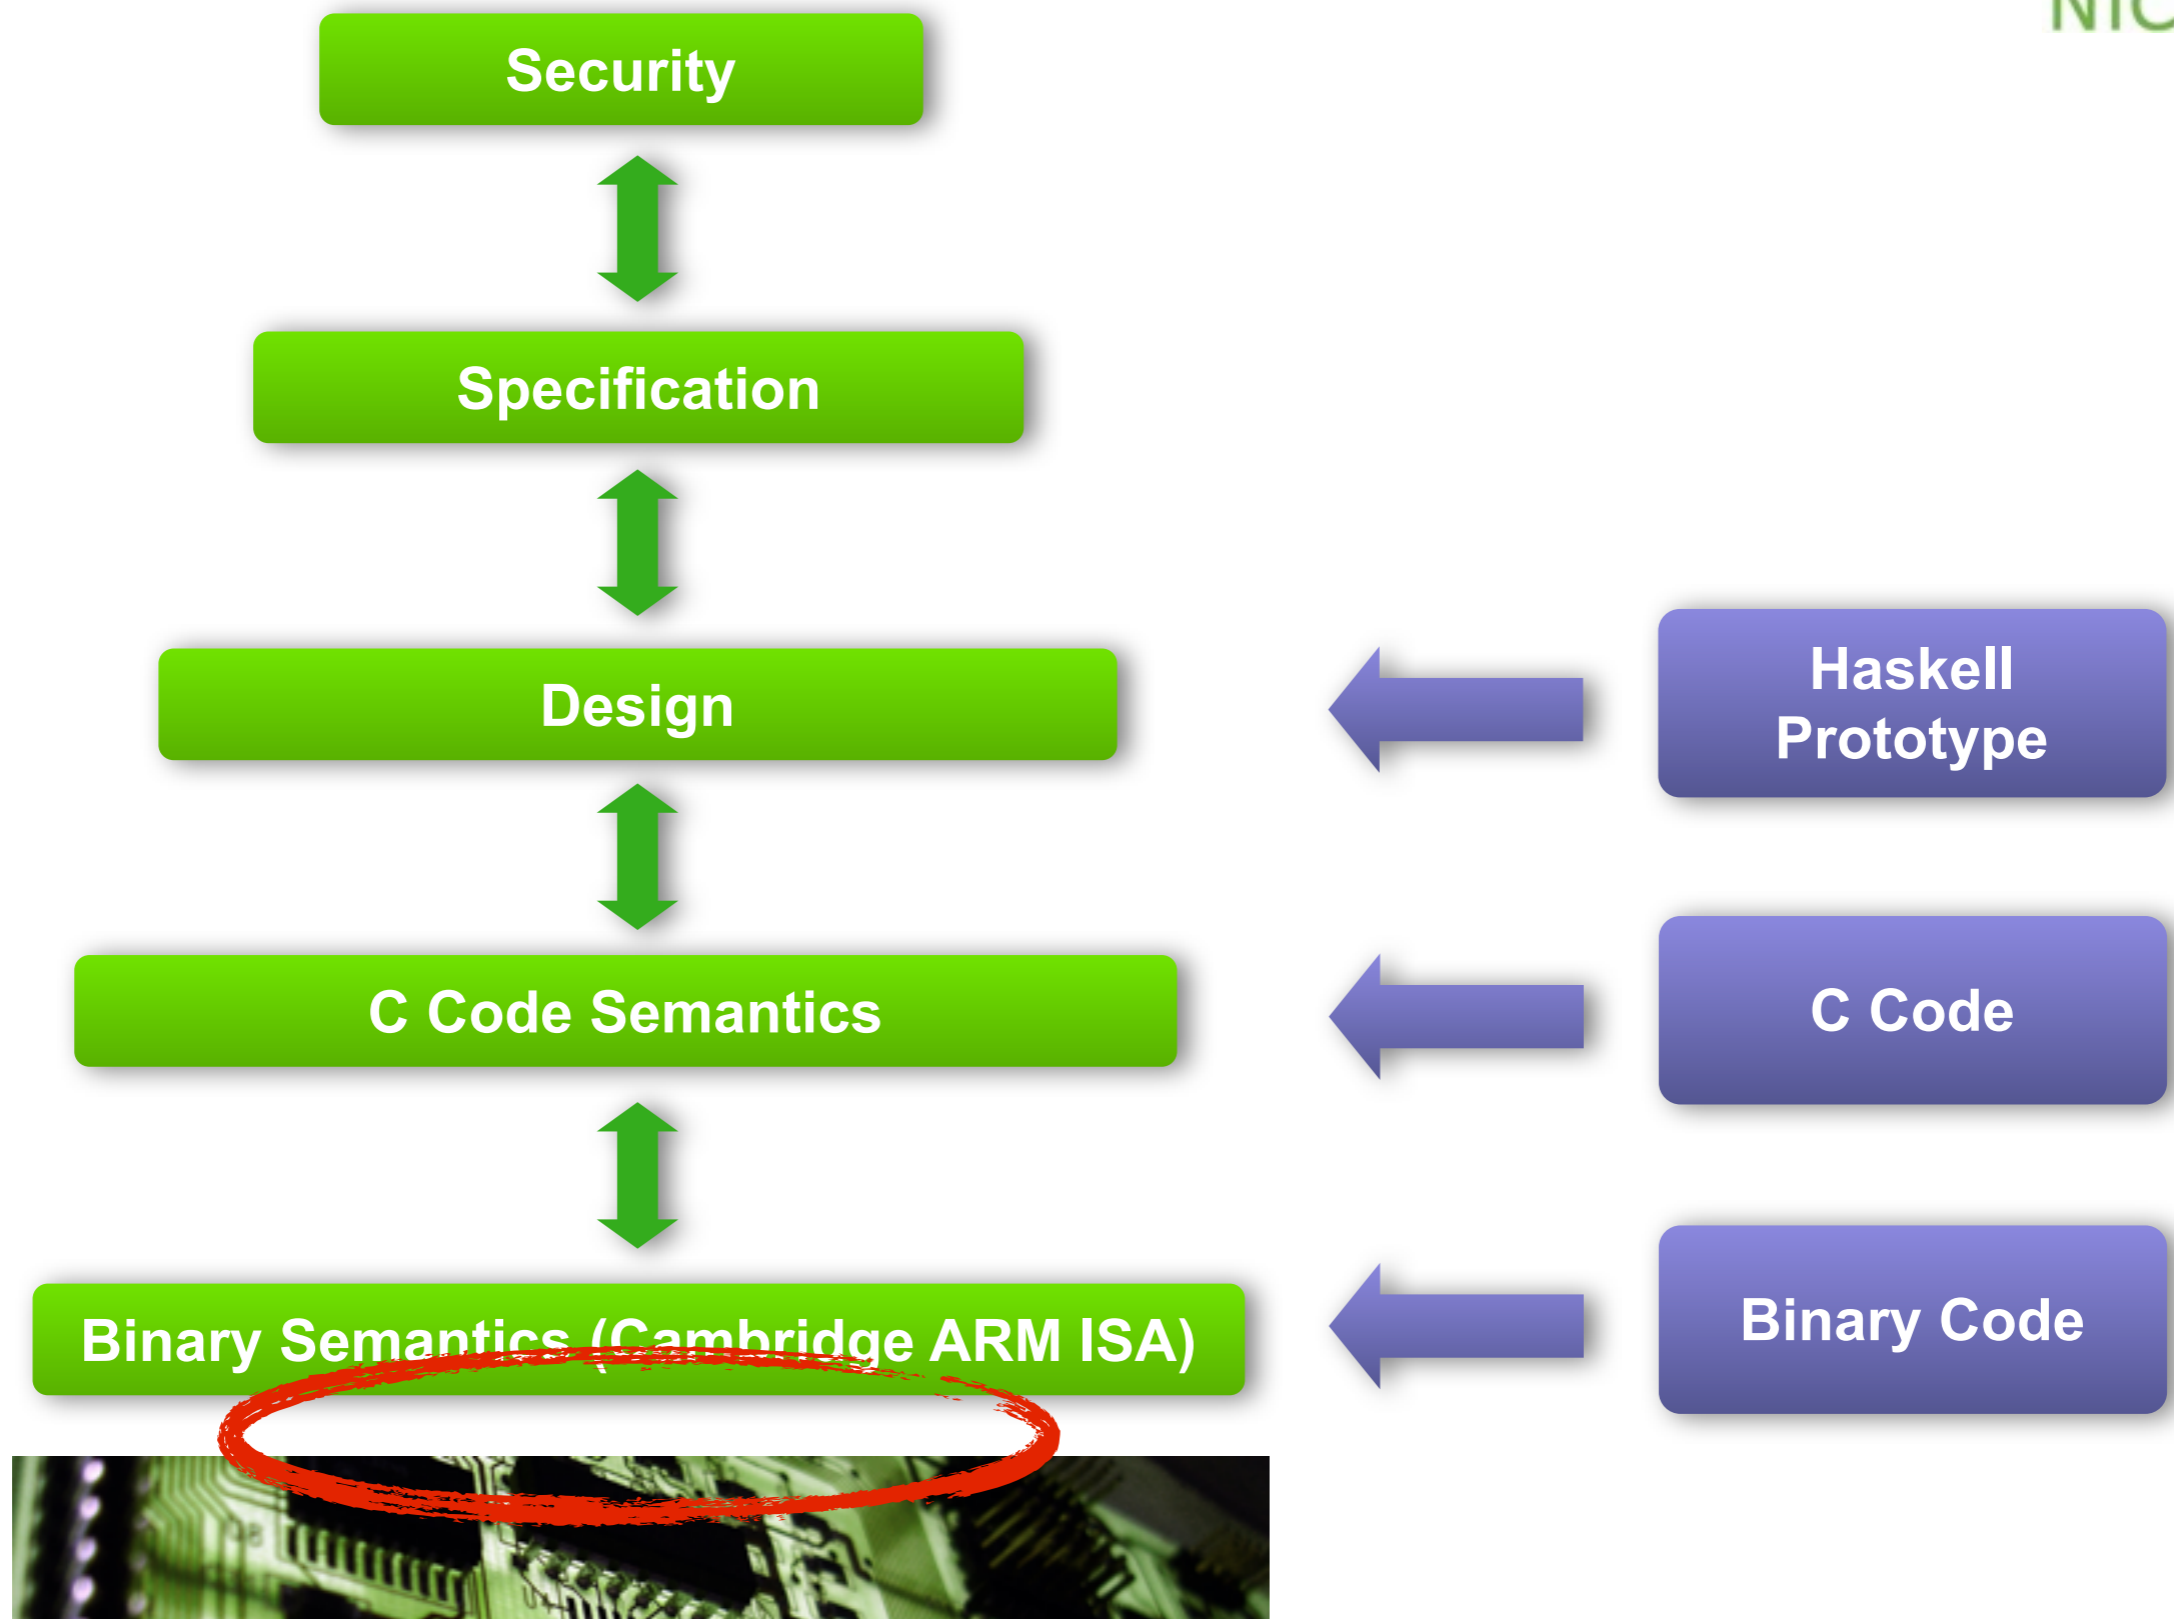 Security
Specification
Design
Haskell
Prototype
C Code Semantics
C Code
Binary Semantics (Cambridge ARM ISA)
Binary Code